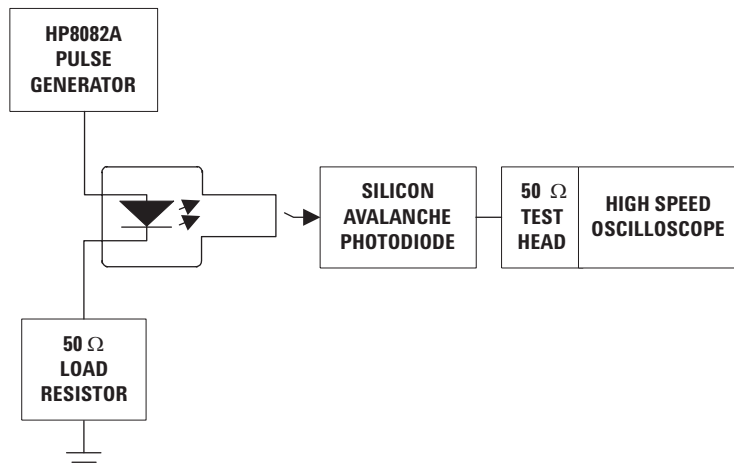 HP8082A
PULSE
GENERATOR
SILICON
AVALANCHE
PHOTODIODE
50 Ω
TEST
HEAD
HIGH SPEED
OSCILLOSCOPE
50 Ω
LOAD
RESISTOR